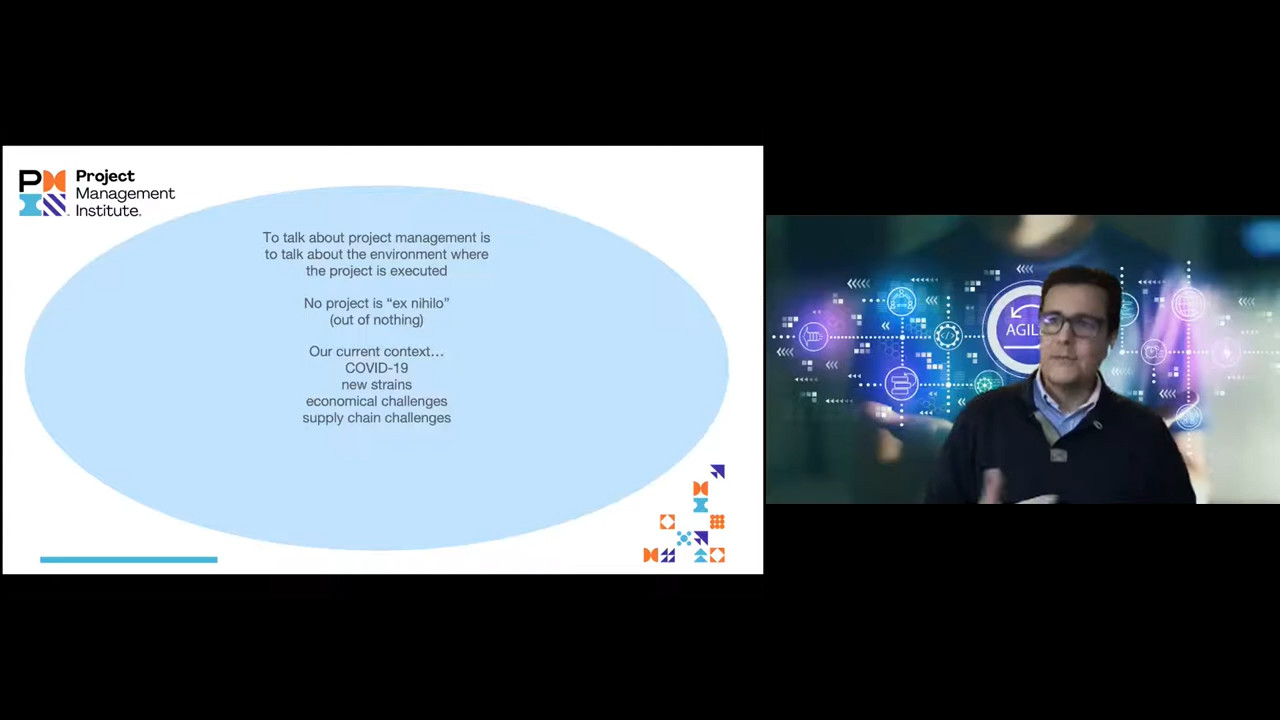 PM
Project
Management
Institute.
To talk about project management is
to talk about the environment where
the project is executed
No project is “ex nihilo”
(out of nothing)
Our current context…
COVID-19
new strains
economical challenges
supply chain challenges
AGILE